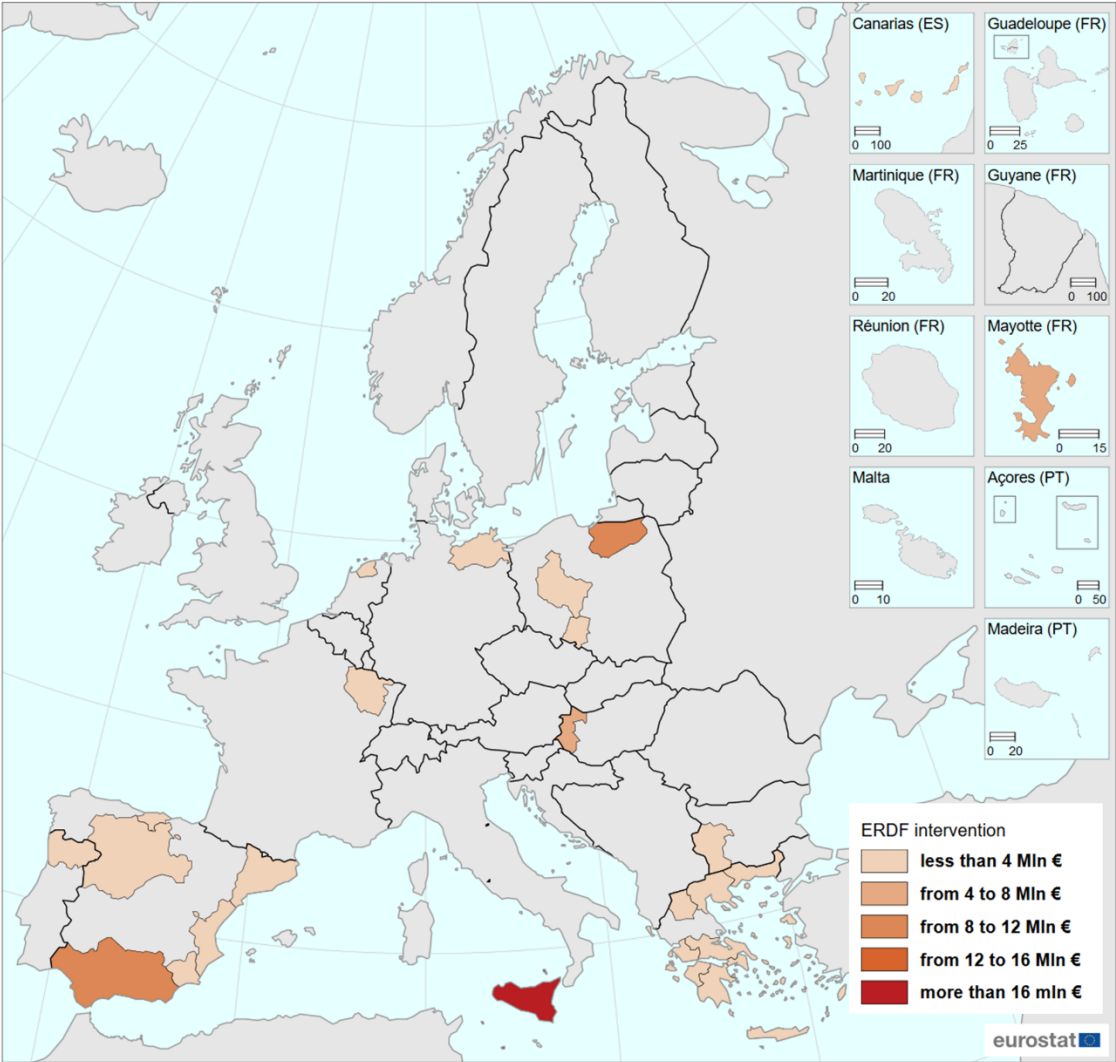 Canarias (ES)
0 100
Guadeloupe (FR)
0 25
Martinique (FR)
0 20
Guyane (FR)
0 100
Réunion (FR)
0 20
Mayotte (FR)
0 15
Malta
0 10
Açores (PT)
0 50
Madeira (PT)
0 20
ERDF intervention
less than 4 Mln €
from 4 to 8 Mln €
from 8 to 12 Mln €
from 12 to 16 Mln €
more than 16 mln €
eurostat